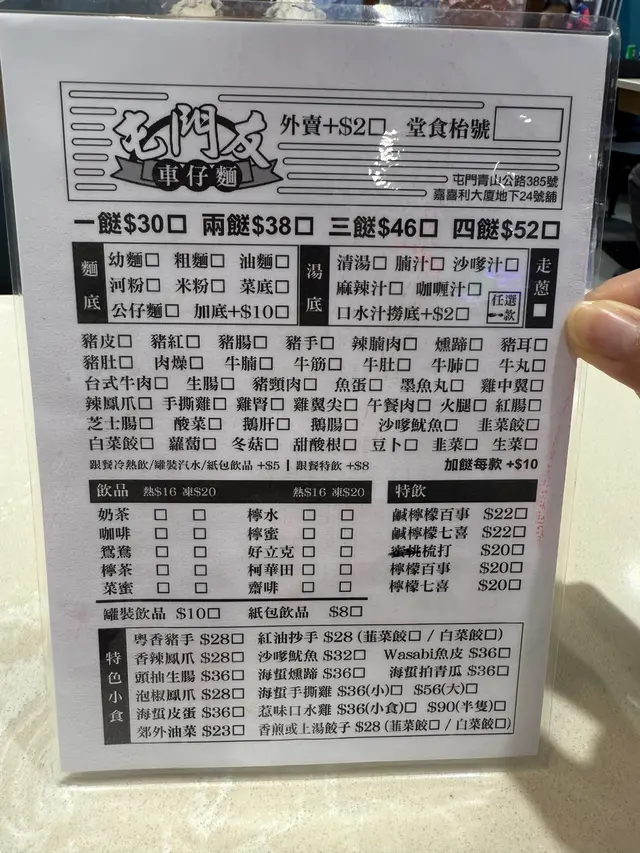 屯門友
車仔麵
外賣+$2□ 堂食枱號
屯門青山公路385號
嘉喜利大廈地下24號舖
一餸$30□ 兩餸$38□ 三餸$46□ 四餸$52□
麵底
幼麵□ 粗麵□ 油麵□
河粉□ 米粉□ 菜底□
公仔麵□ 加底+$10□
湯底
清湯□ 腩汁□ 沙嗲汁□
麻辣汁□ 咖喱汁□
口水汁撈底+$2□
任選一款
走蔥
豬皮□ 豬紅□ 豬腸□ 豬手□ 辣腩肉□ 燻蹄□ 豬耳□
豬肚□ 肉燥□ 牛腩□ 牛筋□ 牛肚□ 牛肺□ 牛丸□
台式牛肉□ 生腸□ 豬頸肉□ 魚蛋□ 墨魚丸□ 雞中翼□
辣鳳爪□ 手撕雞□ 雞腎□ 雞翼尖□ 午餐肉□ 火腿□ 紅腸□
芝士腸□ 酸菜□ 鵝肝□ 鵝腸□ 沙嗲魷魚□ 韭菜餃□
白菜餃□ 蘿蔔□ 冬菇□ 甜酸根□ 豆卜□ 韭菜□ 生菜□
跟餐冷熱飲/罐裝汽水/紙包飲品 +$5 | 跟餐特飲 +$8 加餸每款 +$10
飲品 熱$16 凍$20 熱$16 凍$20
奶茶 □ □ 檸水 □ □
咖啡 □ □ 檸蜜 □ □
鴛鴦 □ □ 好立克 □ □
檸茶 □ □ 柯華田 □ □
菜蜜 □ □ 齋啡 □ □
罐裝飲品 $10□ 紙包飲品 $8□
特飲
鹹檸檬百事 $22□
鹹檸檬七喜 $22□
蜜桃梳打 $20□
檸檬百事 $20□
檸檬七喜 $20□
特色小食
粵香豬手 $28□ 紅油抄手 $28 (韮菜餃□ / 白菜餃□)
香辣鳳爪 $28□ 沙嗲魷魚 $32□ Wasabi魚皮 $36□
頭抽生腸 $36□ 海蜇燻蹄 $36□ 海蜇拍青瓜 $36□
泡椒鳳爪 $28□ 海蜇手撕雞 $36(小)□ $56(大)□
海蜇皮蛋 $36□ 惹味口水雞 $36(小食)□ $90(半隻)□
郊外油菜 $23□ 香煎或上湯餃子 $28 (韮菜餃□ / 白菜餃□)